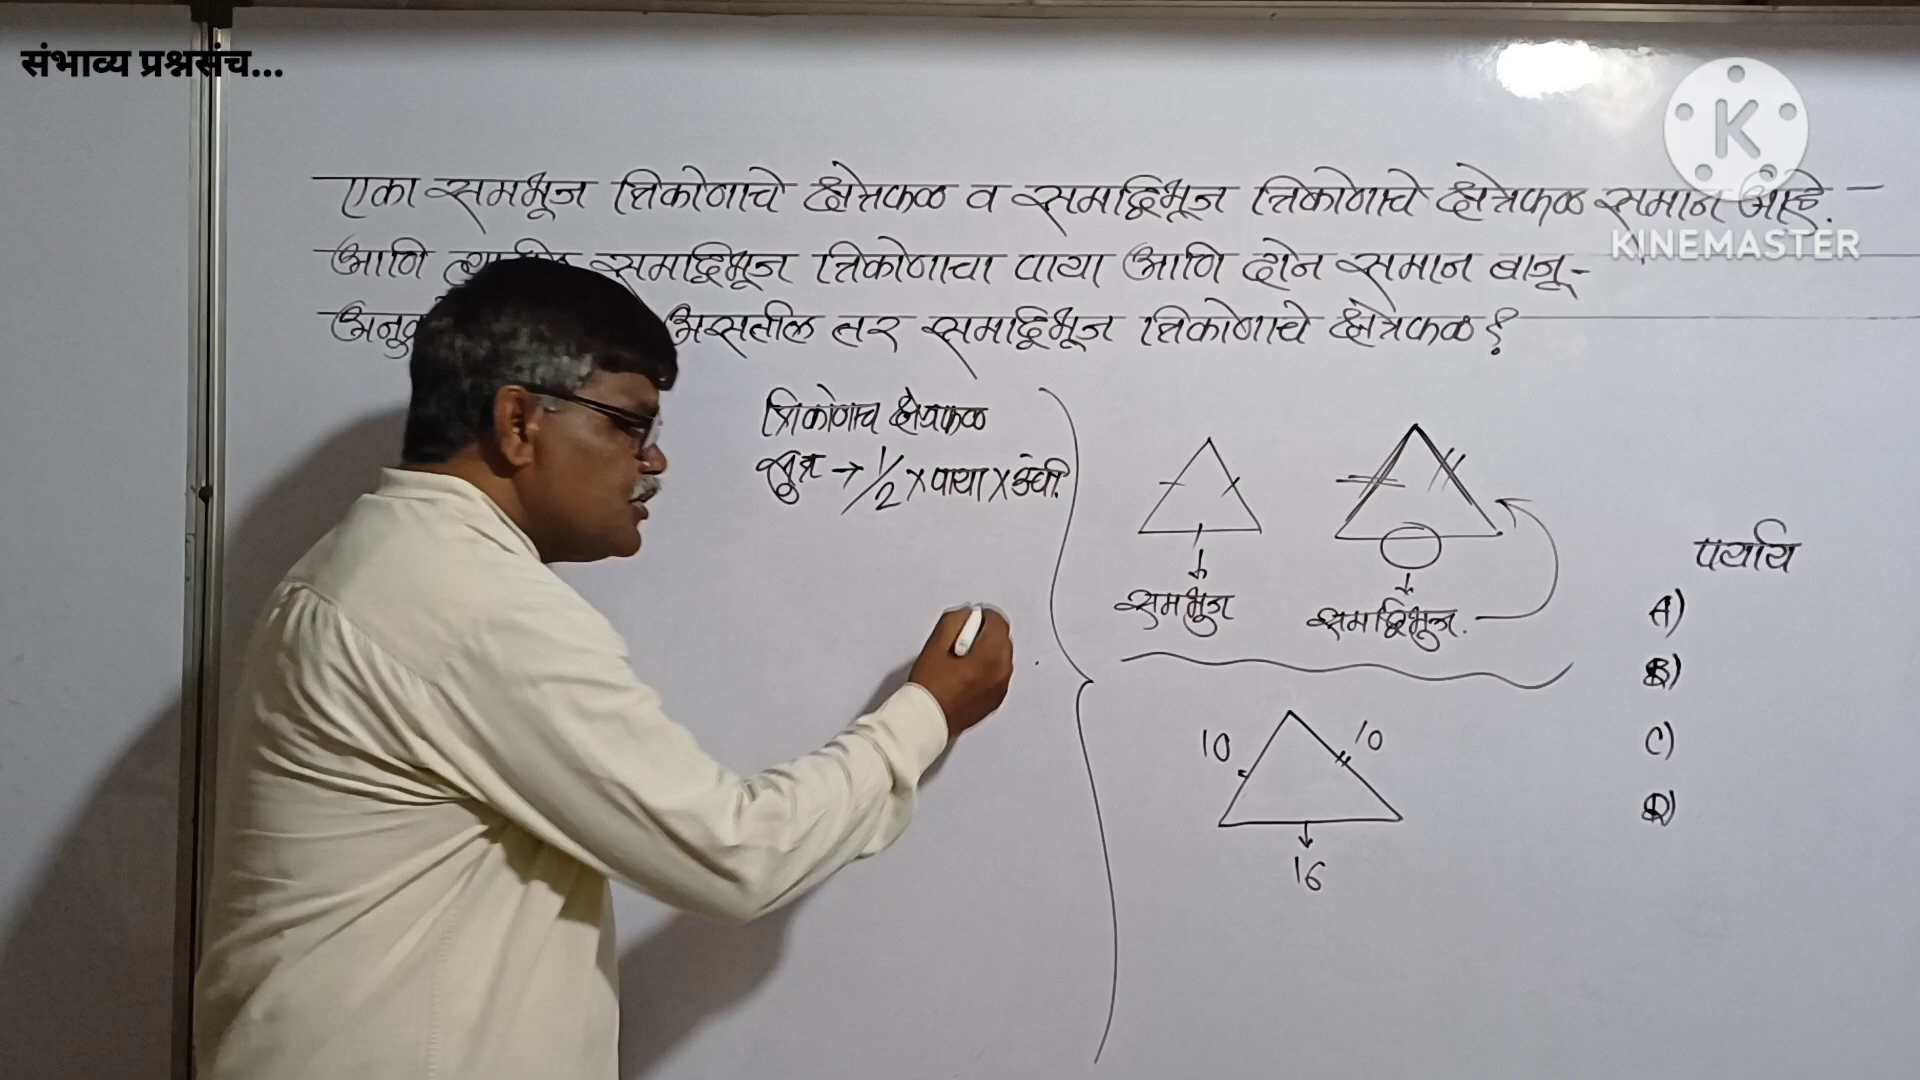 संभाव्य प्रश्नसंच...
KINEMASTER
एका समभूज त्रिकोणाचे क्षेत्रफळ व समद्विभूज त्रिकोणाचे क्षेत्रफळ समान आहे.
आणि समद्विभूज त्रिकोणाचा पाया आणि दोन समान बाजू-
असतील तर समद्विभूज त्रिकोणाचे क्षेत्रफळ ?
त्रिकोणाच क्षेत्रफळ
सुत्र → 1/2 x पाया x उंची.
समभुज
समद्विभुज.
10
10
16
पर्याय
A)
B)
C)
D)